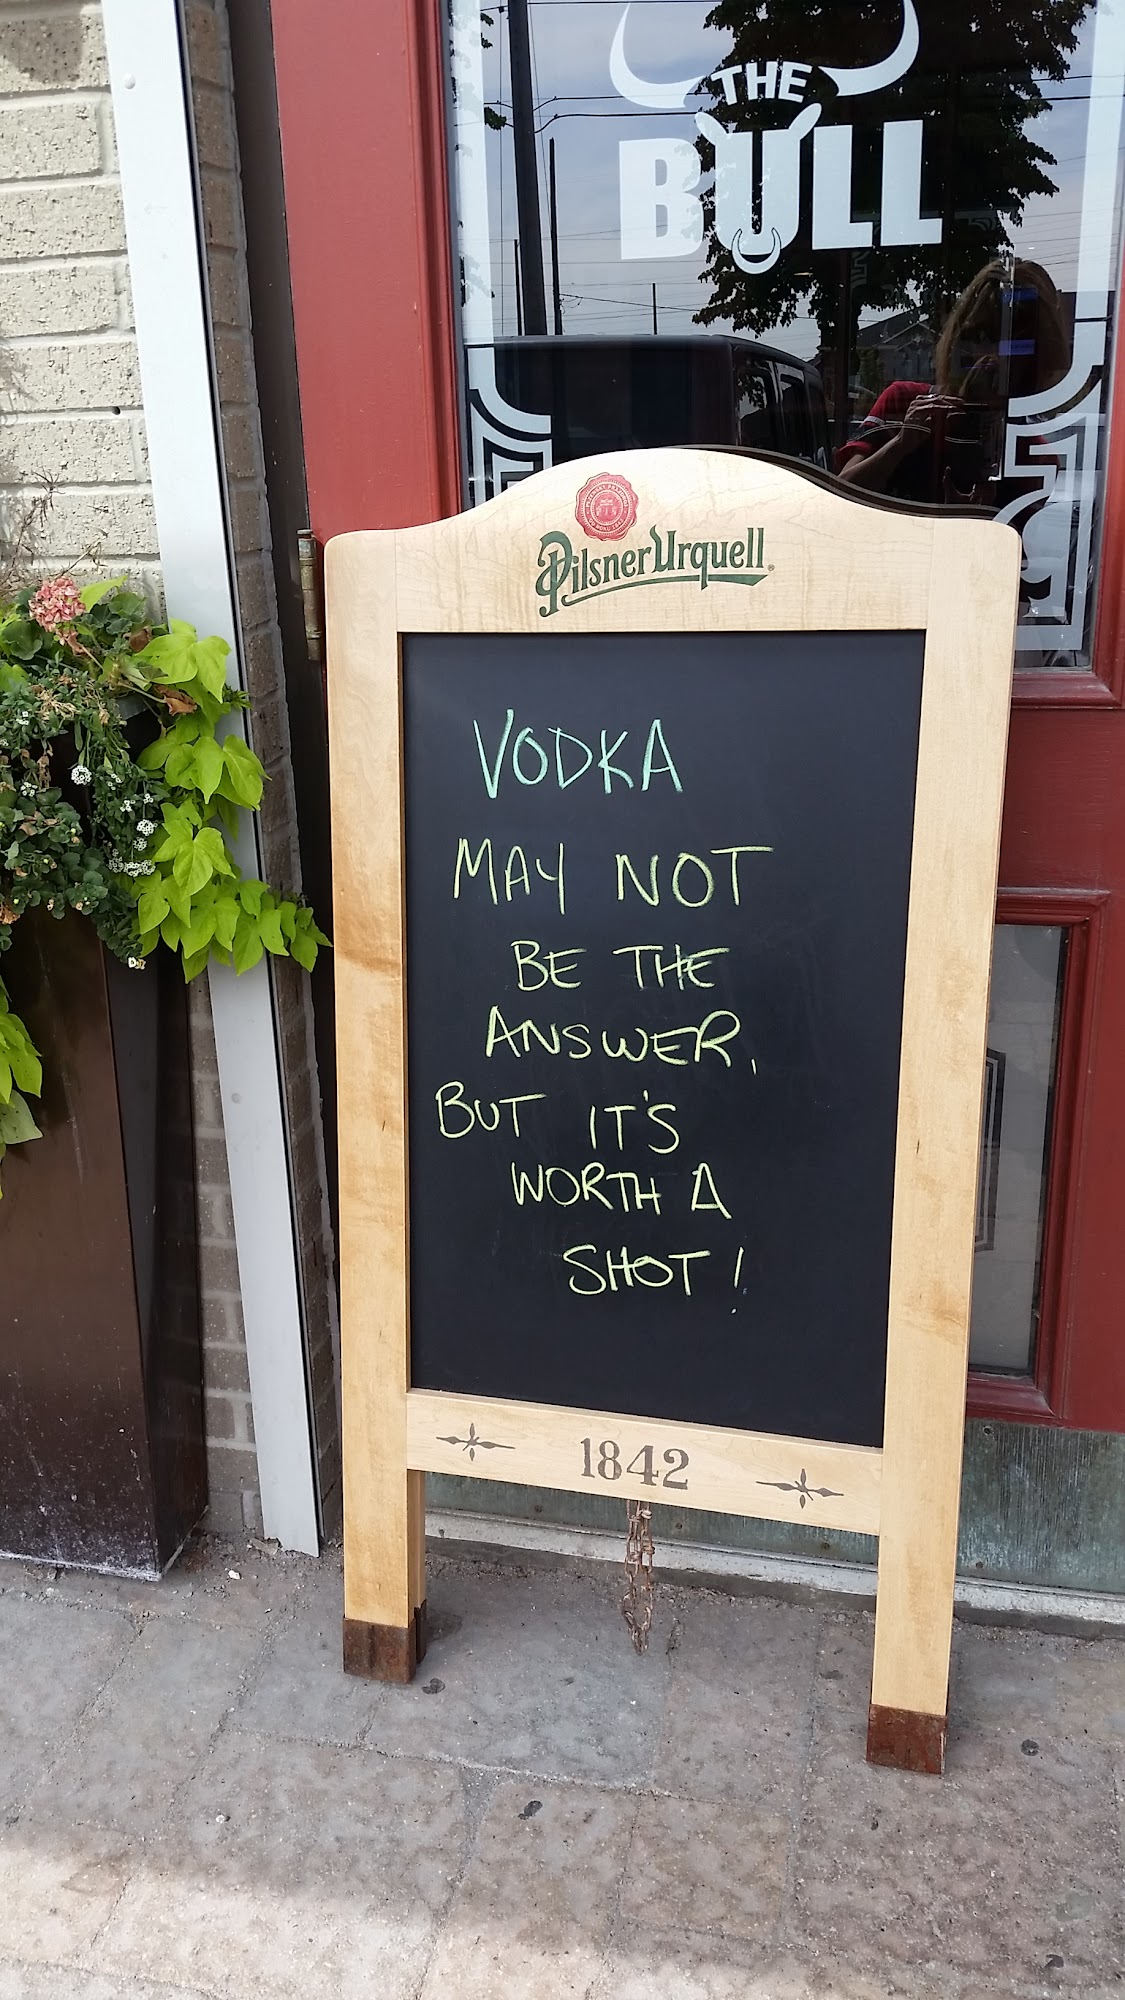 THE
BULL
Pilsner Urquell
VODKA
MAY NOT
BE THE
ANSWER,
BUT IT'S
WORTH A
SHOT!
1842